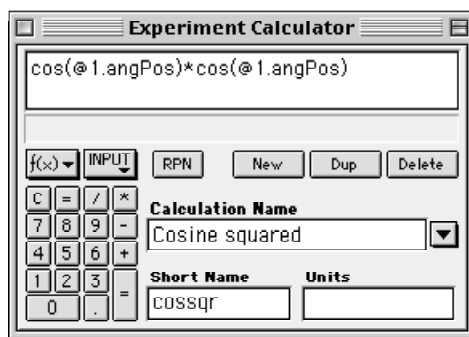 Experiment Calculator
cos(@1.angPos)*cos(@1.angPos)
f(x) INPUT RPN New Dup Delete
C = / *
7 8 9 -
4 5 6 +
1 2 3 =
0 .
Calculation Name
Cosine squared
Short Name Units
cossqr